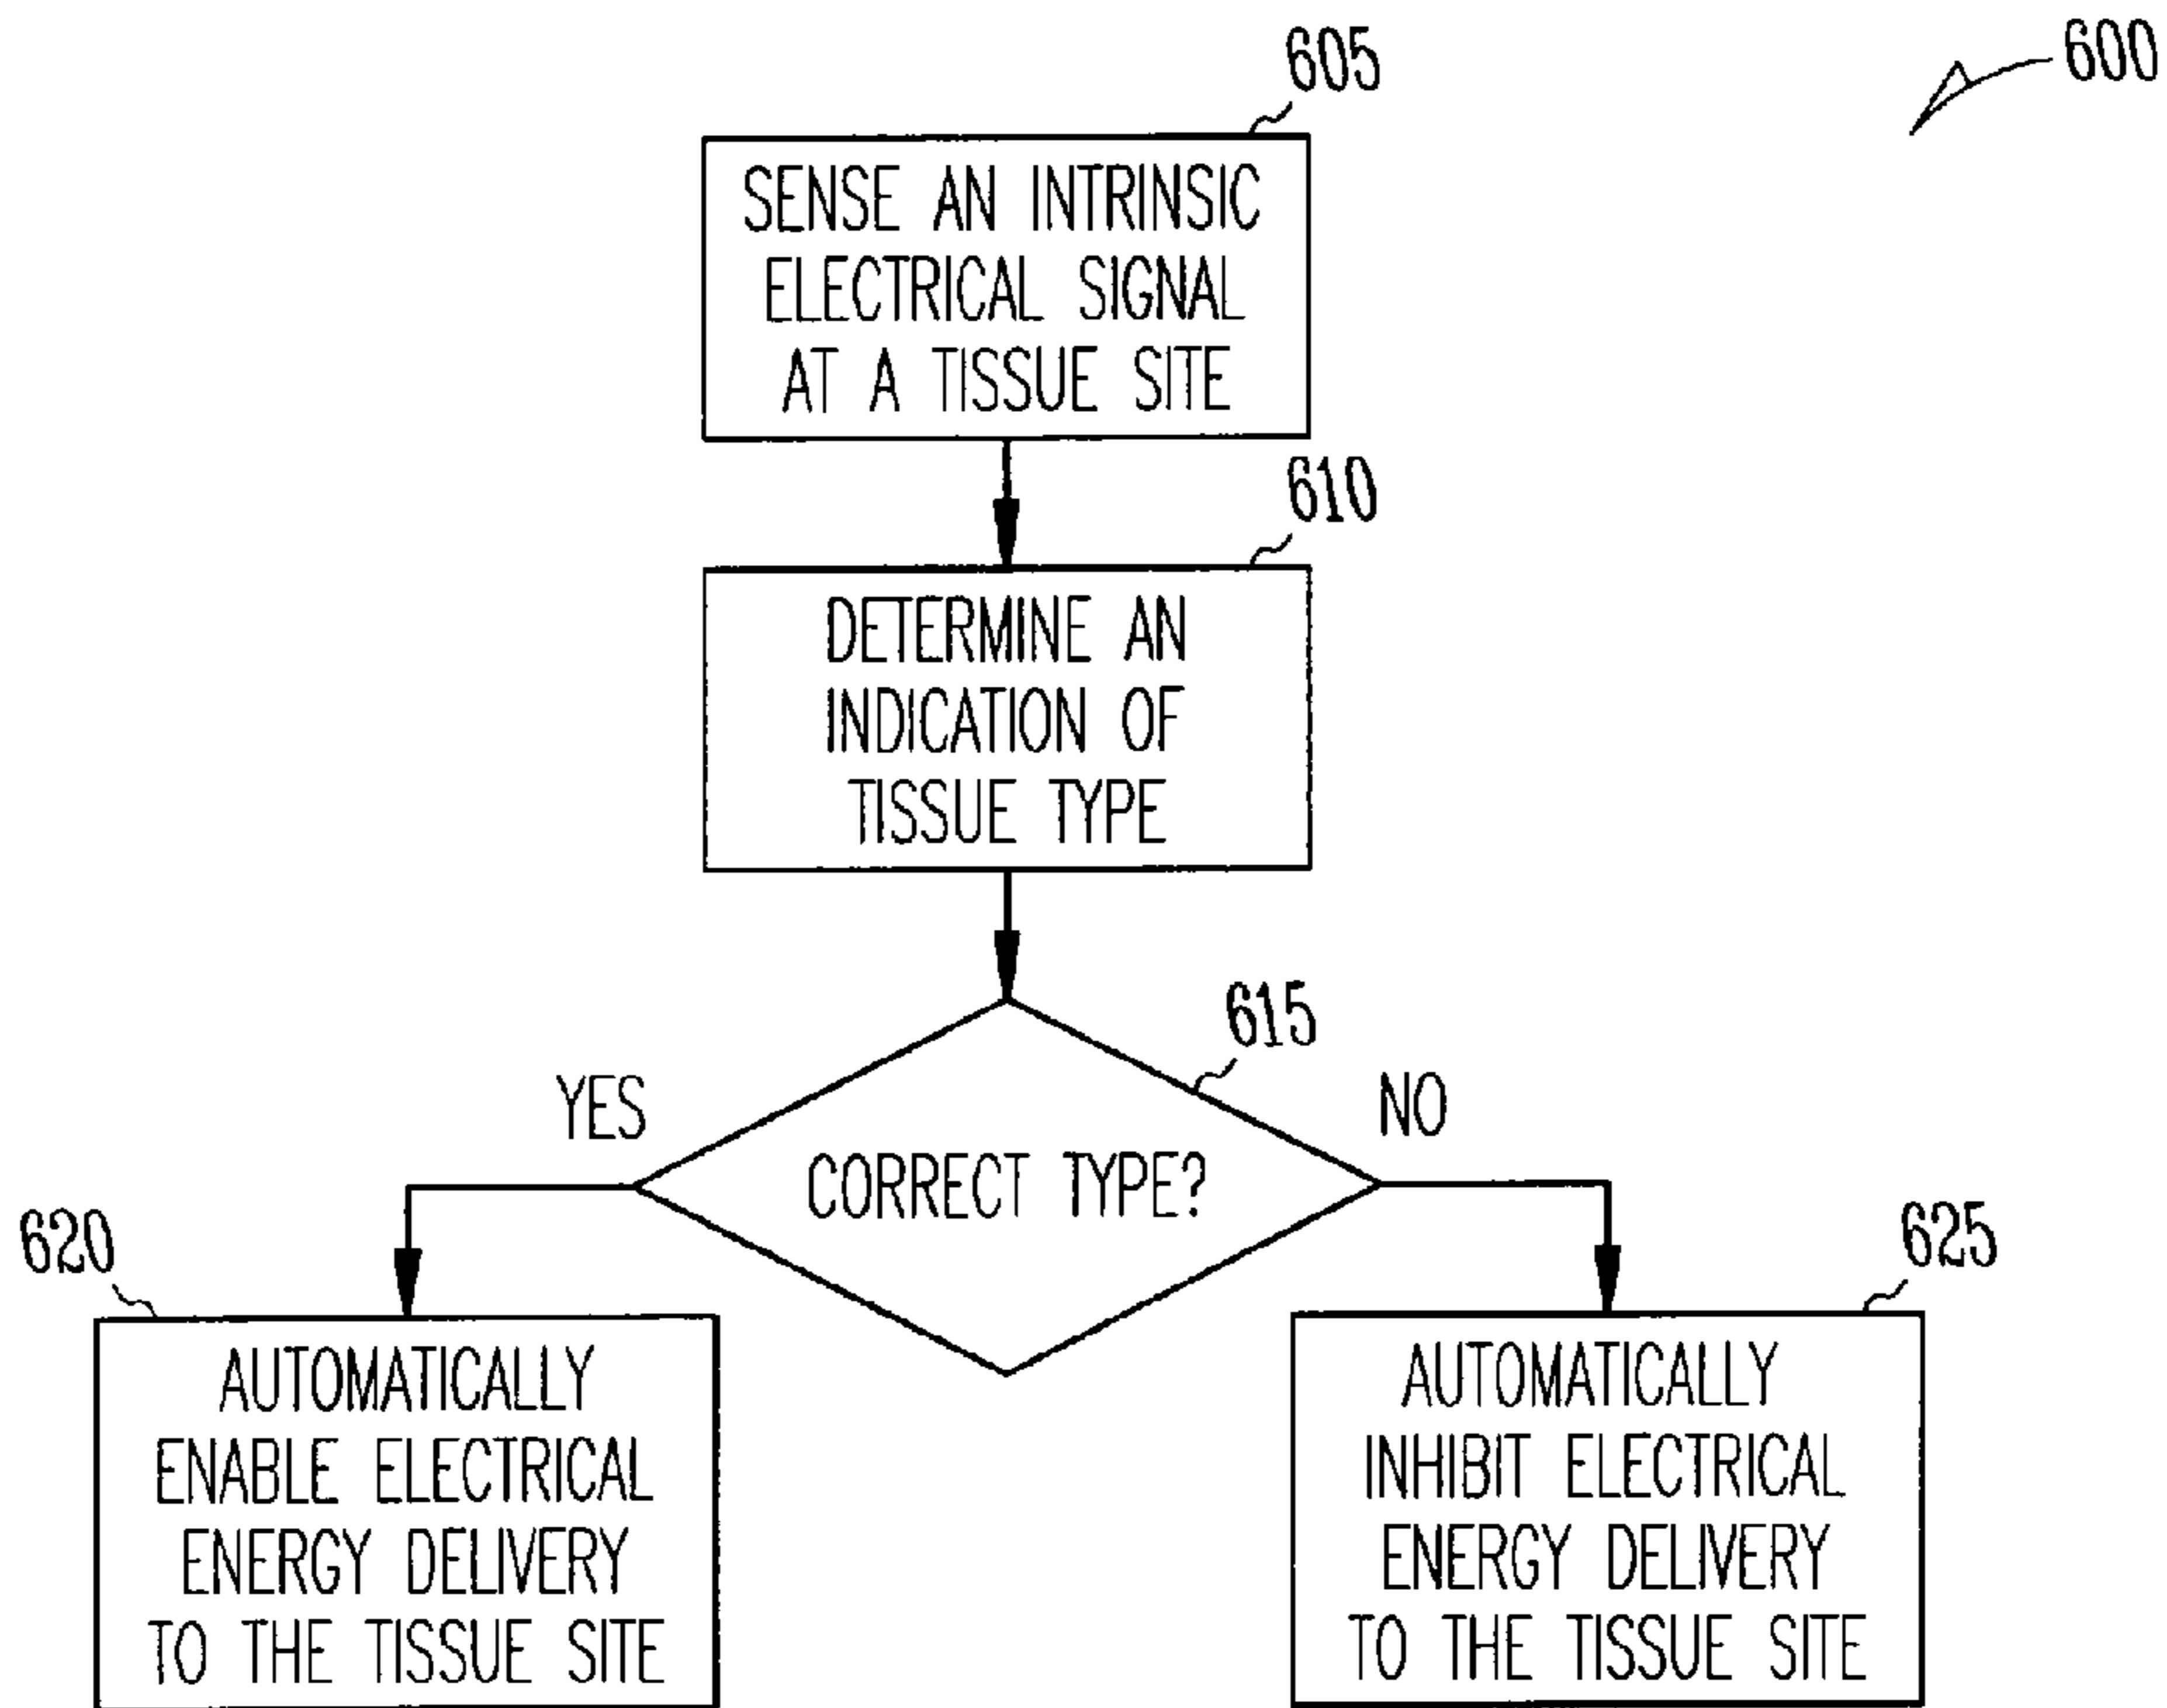 600
605
SENSE AN INTRINSIC
ELECTRICAL SIGNAL
AT A TISSUE SITE
610
DETERMINE AN
INDICATION OF
TISSUE TYPE
615
YES
NO
CORRECT TYPE?
620
AUTOMATICALLY
ENABLE ELECTRICAL
ENERGY DELIVERY
TO THE TISSUE SITE
625
AUTOMATICALLY
INHIBIT ELECTRICAL
ENERGY DELIVERY
TO THE TISSUE SITE